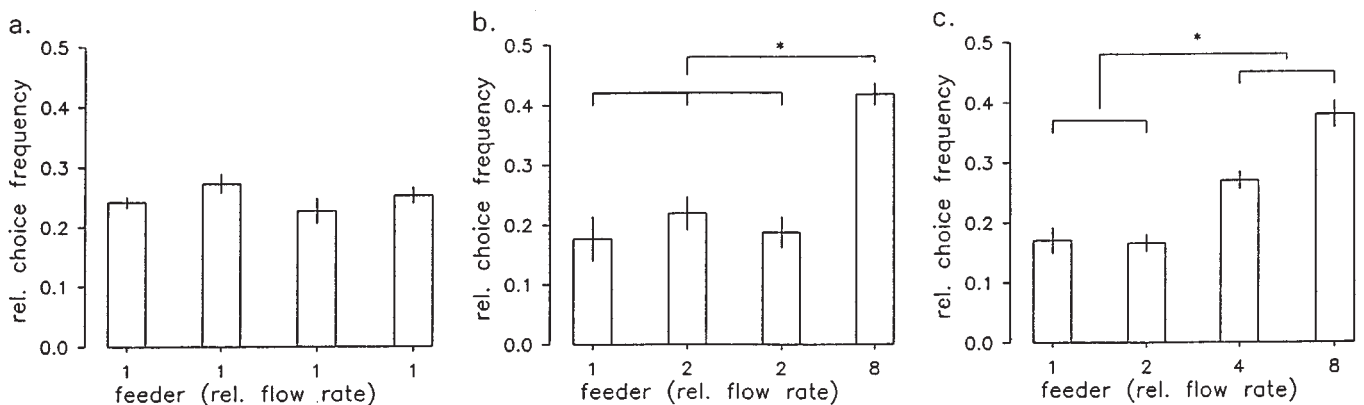 a.
rel. choice frequency
0.5
0.4
0.3
0.2
0.1
0.0
1 1 1 1
feeder (rel. flow rate)
b.
rel. choice frequency
0.5
0.4
0.3
0.2
0.1
0.0
*
1 2 2 8
feeder (rel. flow rate)
c.
rel. choice frequency
0.5
0.4
0.3
0.2
0.1
0.0
*
1 2 4 8
feeder (rel. flow rate)